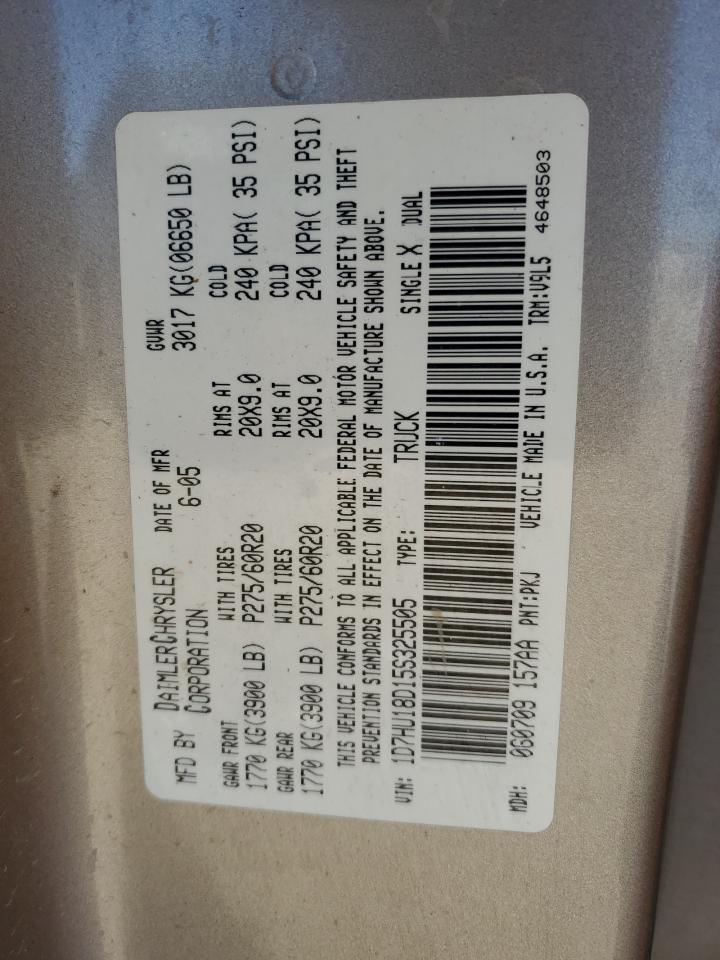 MFD BY DAIMLERCHRYSLER DATE OF MFR GVWR
CORPORATION 6-05 3017 KG(06650 LB)
GAWR FRONT WITH TIRES RIMS AT COLD
1770 KG(3900 LB) P275/60R20 20X9.0 240 KPA( 35 PSI)
GAWR REAR WITH TIRES RIMS AT COLD
1770 KG(3900 LB) P275/60R20 20X9.0 240 KPA( 35 PSI)
THIS VEHICLE CONFORMS TO ALL APPLICABLE FEDERAL MOTOR VEHICLE SAFETY AND THEFT
PREVENTION STANDARDS IN EFFECT ON THE DATE OF MANUFACTURE SHOWN ABOVE.
VIN: 1D7HU18D15S325505 TYPE: TRUCK SINGLE X DUAL
MDH: 060709 157AA PNT:PKJ VEHICLE MADE IN U.S.A. TRM:V9L5 4648503